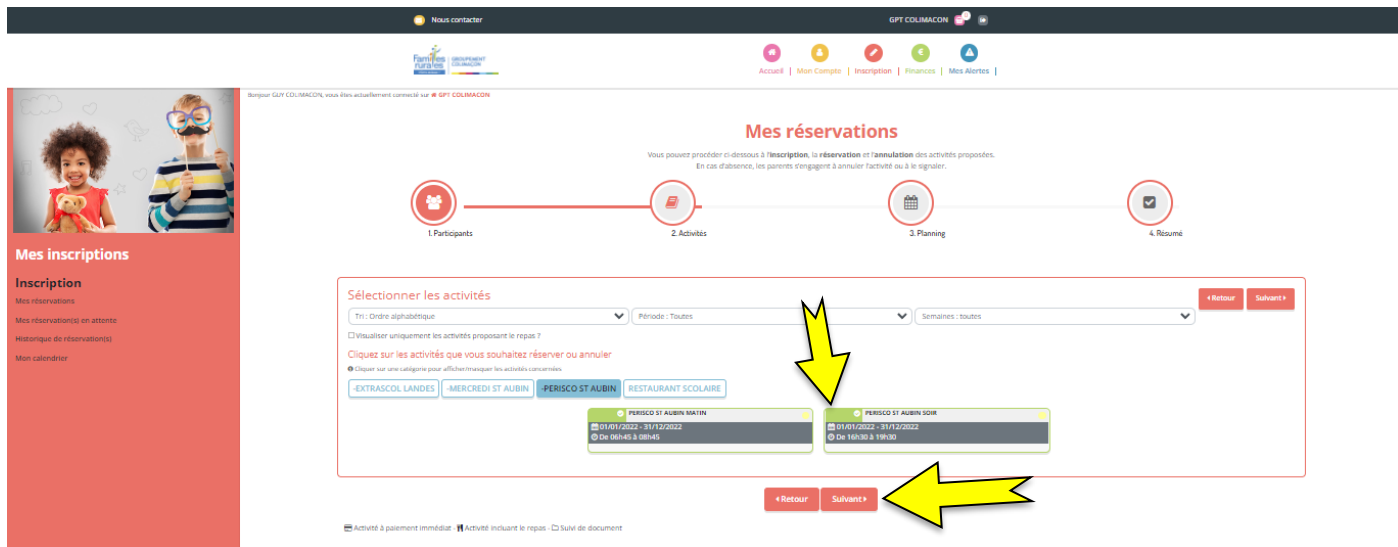 Nous contacter
GPT COLIMACON 0
Familles rurales GROUPEMENT COLIMACON
Accueil | Mon Compte | Inscription | Finances | Mes Alertes |
Bonjour GUY COLIMACON, vous êtes actuellement connecté sur GPT COLIMACON
Mes réservations
Vous pouvez procéder ci-dessous à l'inscription, la réservation et l'annulation des activités proposées.
En cas d'absence, les parents s'engagent à annuler l'activité ou à le signaler.
1. Participants
2. Activités
3. Planning
4. Résumé
Mes inscriptions
Inscription
Mes réservations
Mes réservation(s) en attente
Historique de réservation(s)
Mon calendrier
Sélectionner les activités
Retour Suivant
Tri : Ordre alphabétique
Période : Toutes
Semaines : toutes
Visualiser uniquement les activités proposant le repas ?
Cliquez sur les activités que vous souhaitez réserver ou annuler
Cliquer sur une catégorie pour afficher/masquer les activités concernées
-EXTRASCOL LANDES
-MERCREDI ST AUBIN
-PERISCO ST AUBIN
RESTAURANT SCOLAIRE
PERISCO ST AUBIN MATIN
01/01/2022 - 31/12/2022
De 06h45 à 08h45
PERISCO ST AUBIN SOIR
01/01/2022 - 31/12/2022
De 16h30 à 19h30
Retour Suivant
Activité à paiement immédiat - Activité incluant le repas - Suivi de document